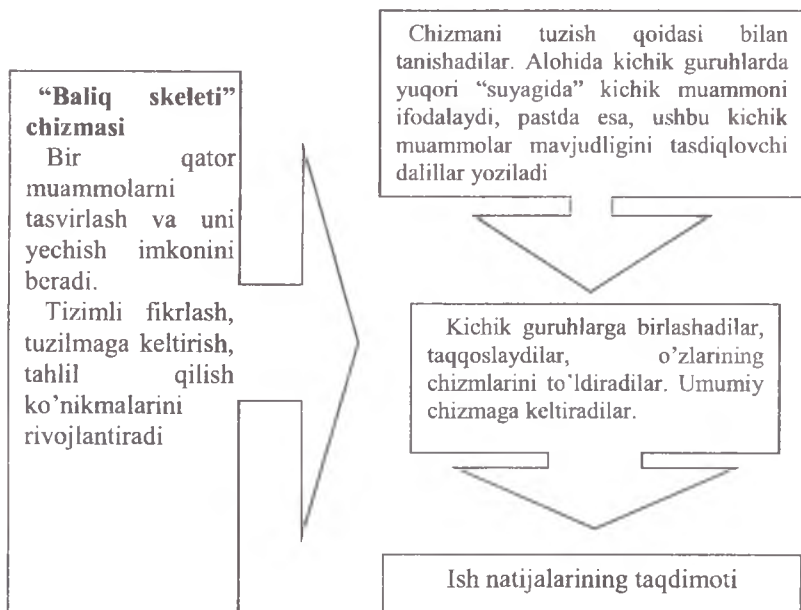 “Baliq skeleti”
chizmasi
Bir qator
muammolarni
tasvirlash va uni
yechish imkonini
beradi.
Tizimli fikrlash,
tuzilmaga keltirish,
tahlil qilish
ko’nikmalarini
rivojlantiradi
Chizmani tuzish qoidasi bilan
tanishadilar. Alohida kichik guruhlarda
yuqori “suyagida” kichik muammoni
ifodalaydi, pastda esa, ushbu kichik
muammolar mavjudligini tasdiqlovchi
dalillar yoziladi
Kichik guruhlarga birlashadilar,
taqqoslaydilar, o’zlarining
chizmlarini to‘ldiradilar. Umumiy
chizmaga keltiradilar.
Ish natijalarining taqdimoti